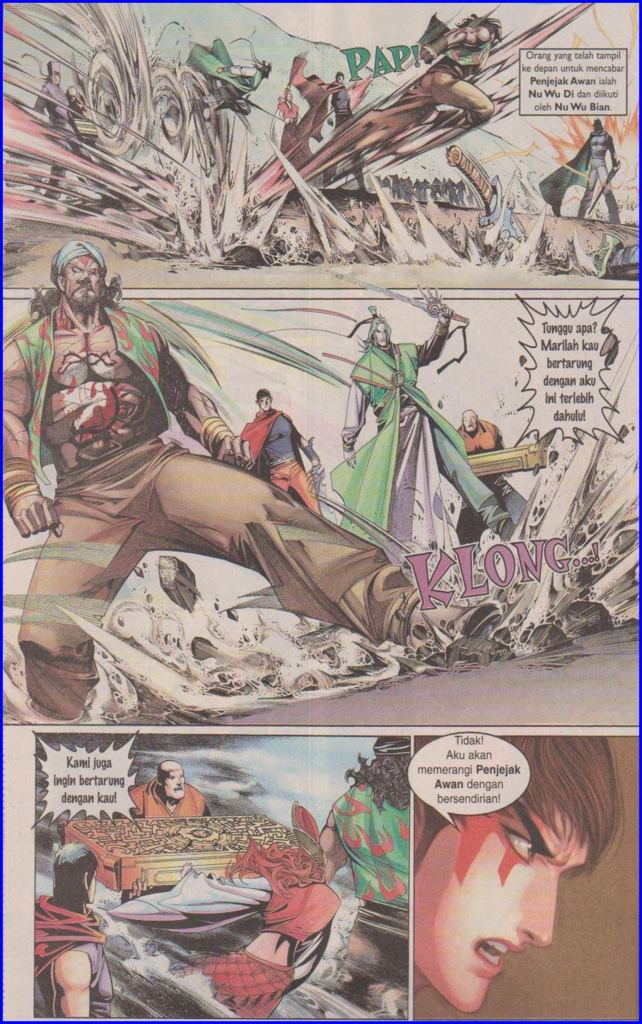 PAP!
Orang yang telah tampil
ke depan untuk mencabar
Penjejak Awan ialah
Nu Wu Di dan diikuti
oleh Nu Wu Bian.
Tunggu apa?
Marilah kau
bertarung
dengan aku
ini terlebih
dahulu!
KLONG...!
Kami juga
ingin bertarung
dengan kau!
Tidak!
Aku akan
memerangi Penjejak
Awan dengan
bersendirian!